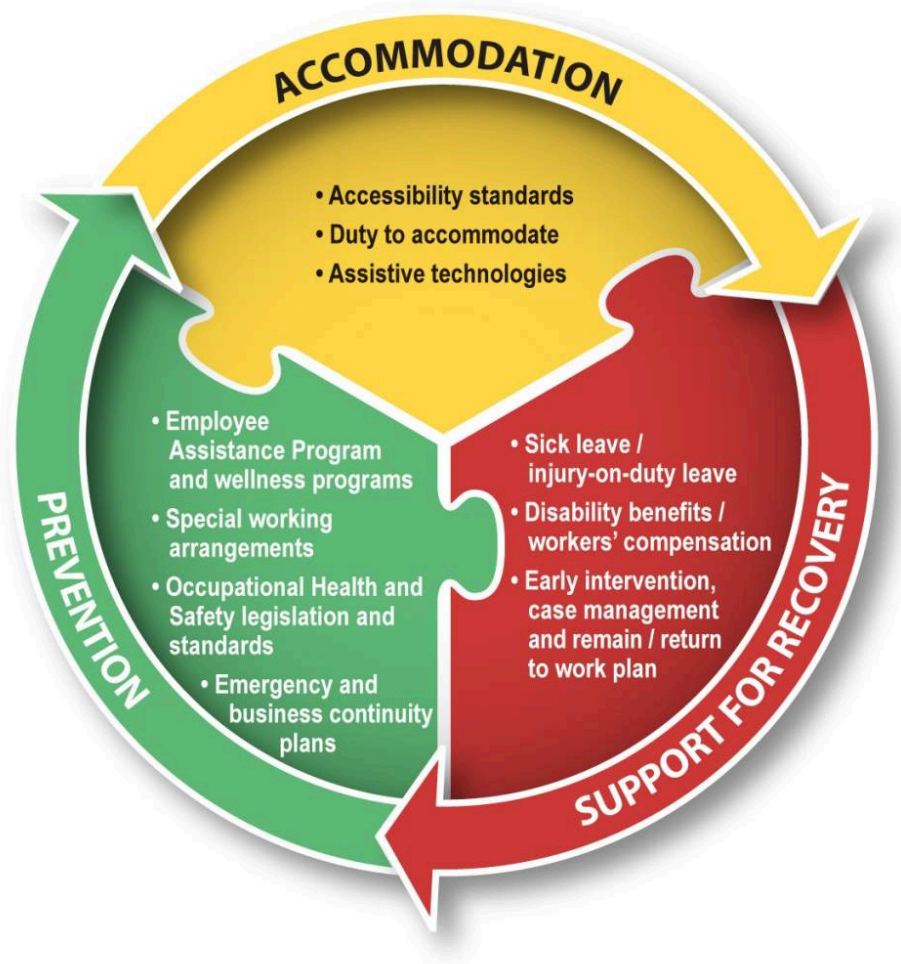 ACCOMMODATION
• Accessibility standards
• Duty to accommodate
• Assistive technologies
PREVENTION
• Employee
Assistance Program
and wellness programs
• Special working
arrangements
• Occupational Health and
Safety legislation and
standards
• Emergency and
business continuity
plans
• Sick leave /
injury-on-duty leave
• Disability benefits /
workers’ compensation
• Early intervention,
case management
and remain / return
to work plan
SUPPORT FOR RECOVERY